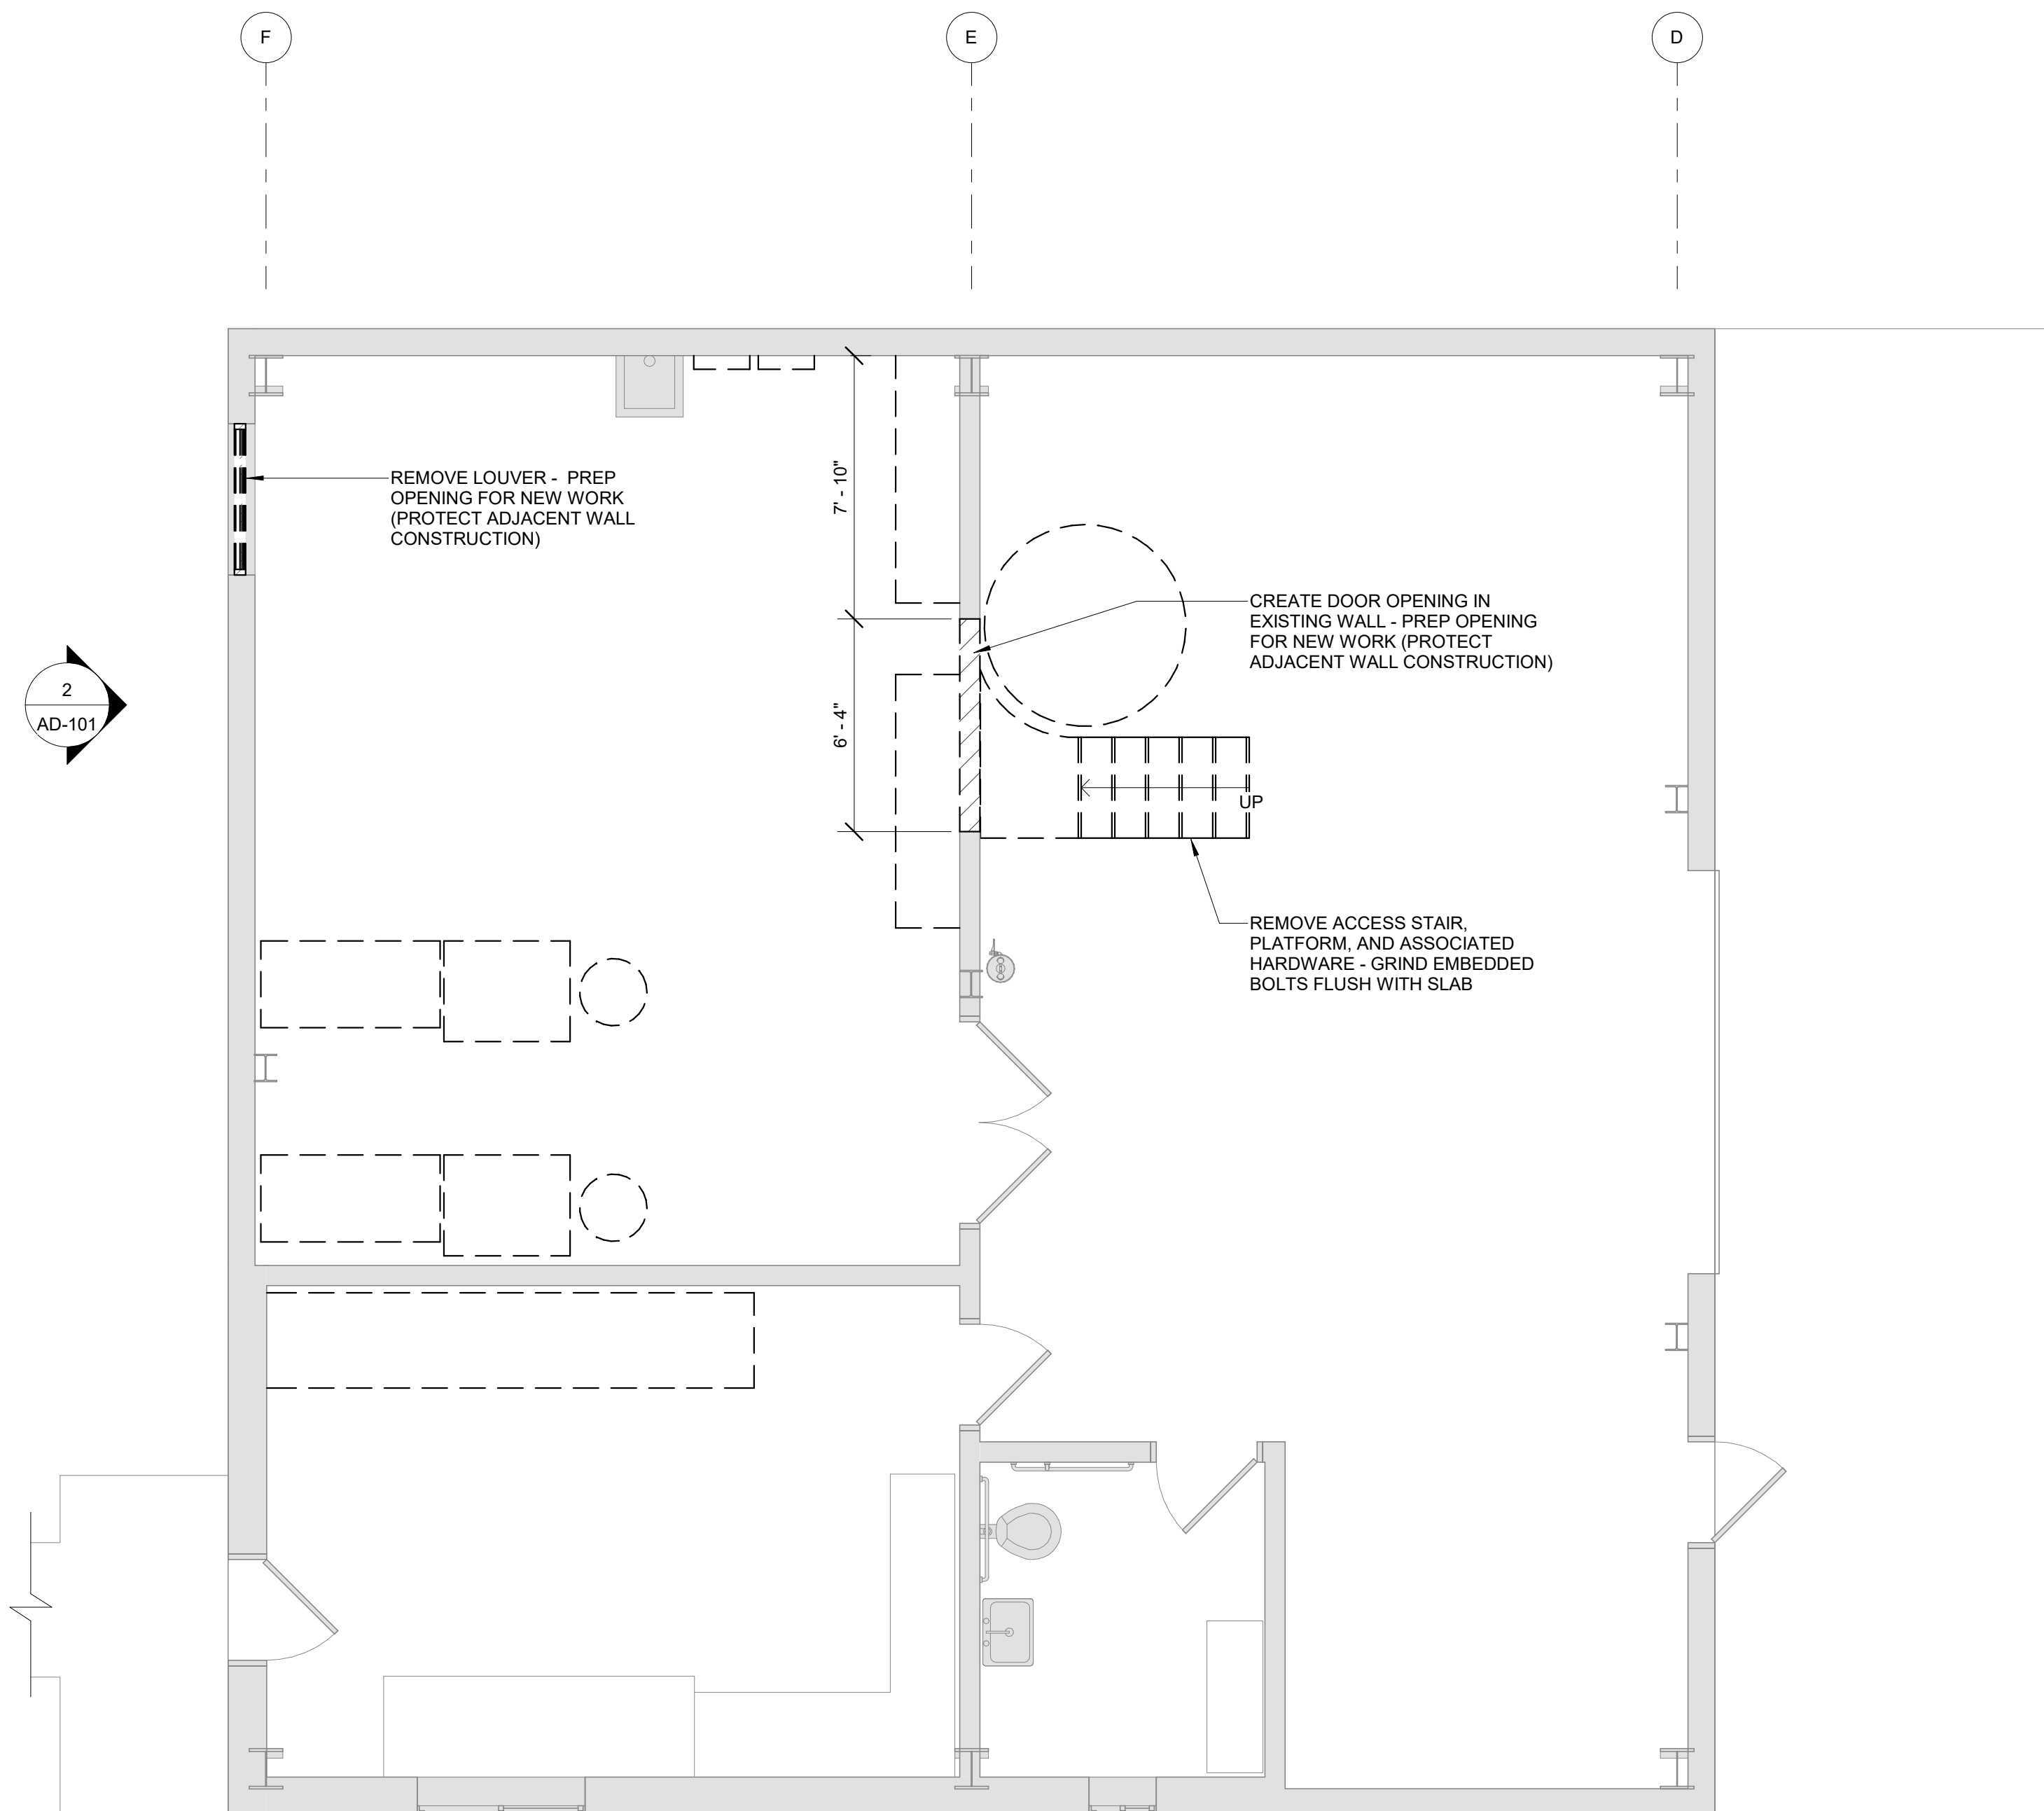 F
E
D
REMOVE LOUVER - PREP
OPENING FOR NEW WORK
(PROTECT ADJACENT WALL
CONSTRUCTION)
7' - 10"
CREATE DOOR OPENING IN
EXISTING WALL - PREP OPENING
FOR NEW WORK (PROTECT
ADJACENT WALL CONSTRUCTION)
2
AD-101
6' - 4"
UP
REMOVE ACCESS STAIR,
PLATFORM, AND ASSOCIATED
HARDWARE - GRIND EMBEDDED
BOLTS FLUSH WITH SLAB